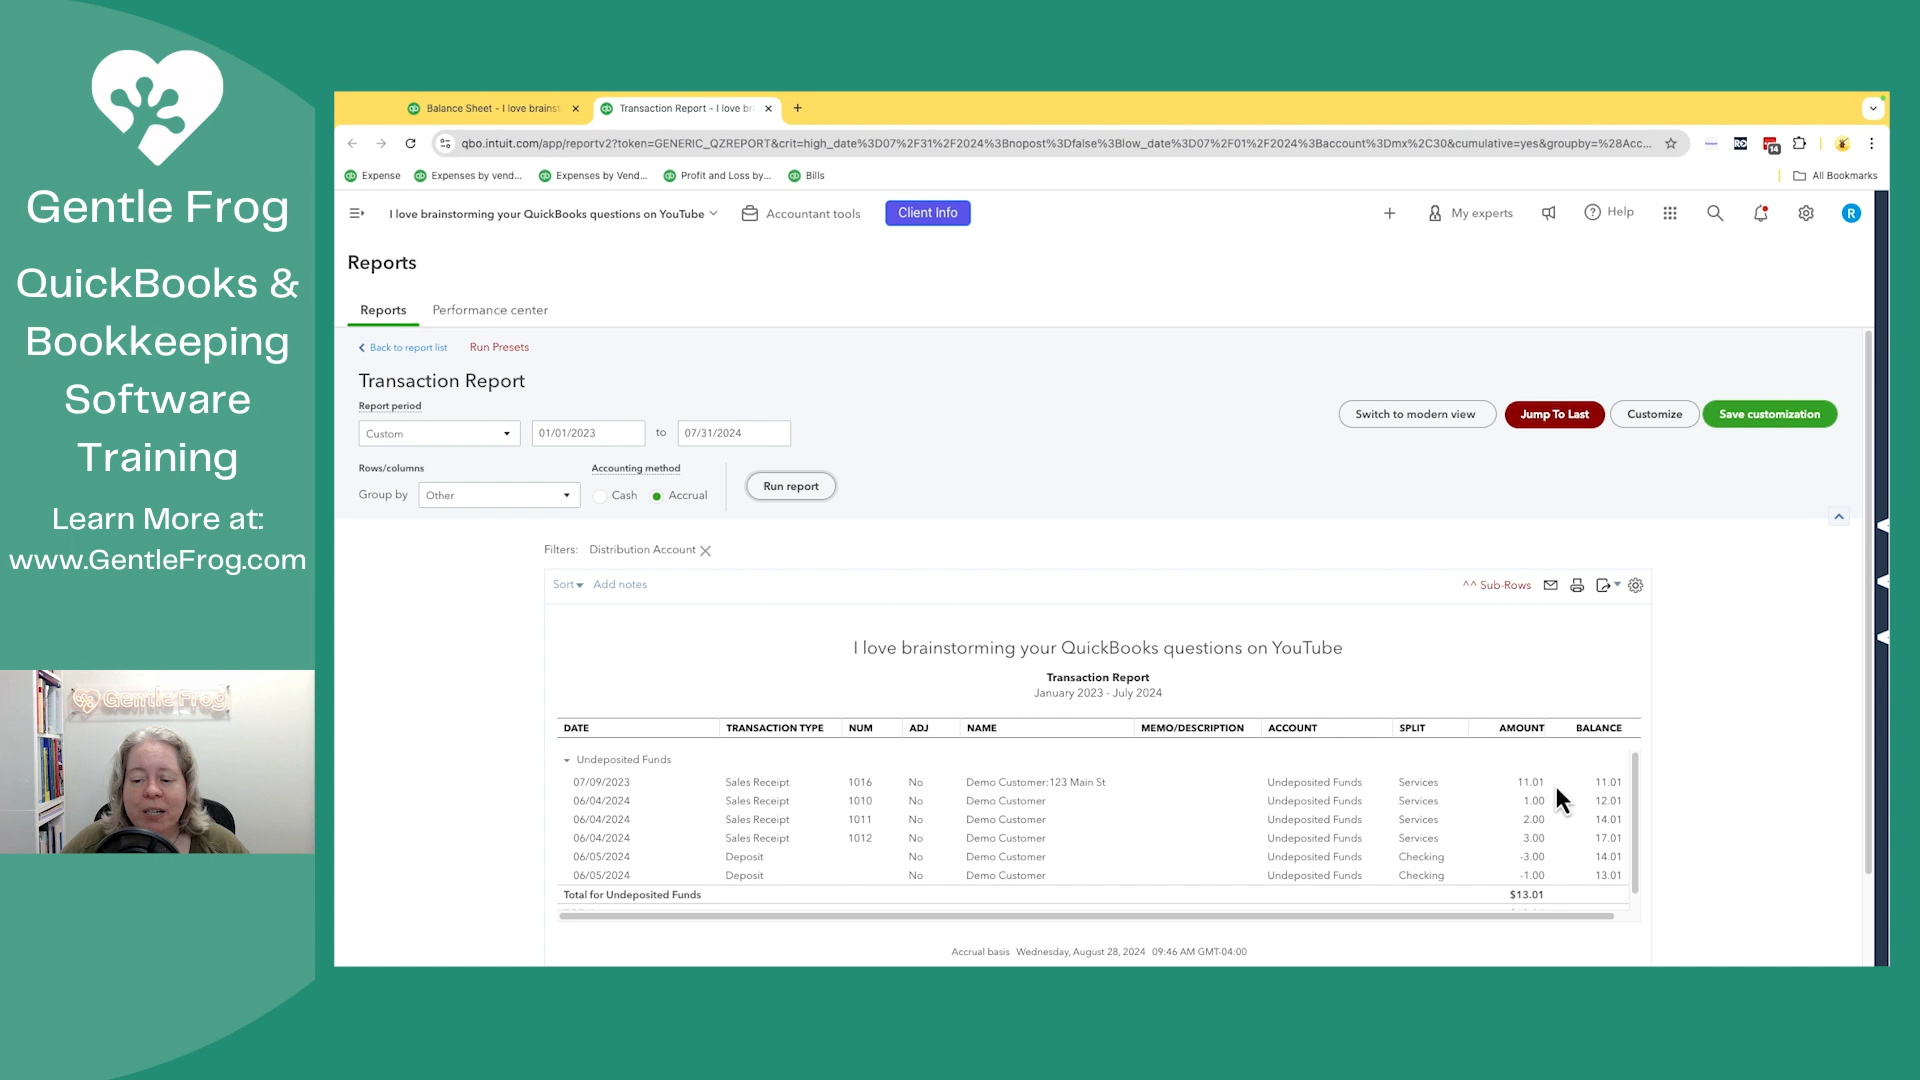 Gentle Frog
QuickBooks &
Bookkeeping
Software
Training
Learn More at:
www.GentleFrog.com
Gentle Frog
Balance Sheet - I love brainst
Transaction Report - I love br
qbo.intuit.com/app/reportv2?token=GENERIC_QZREPORT&crit=high_date%3D07%2F31%2F2024%3Bnopost%3Dfalse%3Blow_date%3D07%2F01%2F2024%3Baccount%3Dmx%2C30&cumulative=yes&groupby=%28Acc...
14
Expense
Expenses by vend...
Expenses by Vend...
Profit and Loss by...
Bills
All Bookmarks
I love brainstorming your QuickBooks questions on YouTube
Accountant tools
Client Info
My experts
Help
R
Reports
Reports
Performance center
Back to report list
Run Presets
Transaction Report
Report period
Custom
01/01/2023
to
07/31/2024
Switch to modern view
Jump To Last
Customize
Save customization
Rows/columns
Accounting method
Group by
Other
Cash
Accrual
Run report
Filters: Distribution Account
Sort
Add notes
^^ Sub-Rows
I love brainstorming your QuickBooks questions on YouTube
Transaction Report
January 2023 - July 2024
DATE TRANSACTION TYPE NUM ADJ NAME MEMO/DESCRIPTION ACCOUNT SPLIT AMOUNT BALANCE
Undeposited Funds
07/09/2023 Sales Receipt 1016 No Demo Customer:123 Main St Undeposited Funds Services 11.01 11.01
06/04/2024 Sales Receipt 1010 No Demo Customer Undeposited Funds Services 1.00 12.01
06/04/2024 Sales Receipt 1011 No Demo Customer Undeposited Funds Services 2.00 14.01
06/04/2024 Sales Receipt 1012 No Demo Customer Undeposited Funds Services 3.00 17.01
06/05/2024 Deposit No Demo Customer Undeposited Funds Checking -3.00 14.01
06/05/2024 Deposit No Demo Customer Undeposited Funds Checking -1.00 13.01
Total for Undeposited Funds $13.01
Accrual basis Wednesday, August 28, 2024 09:46 AM GMT-04:00